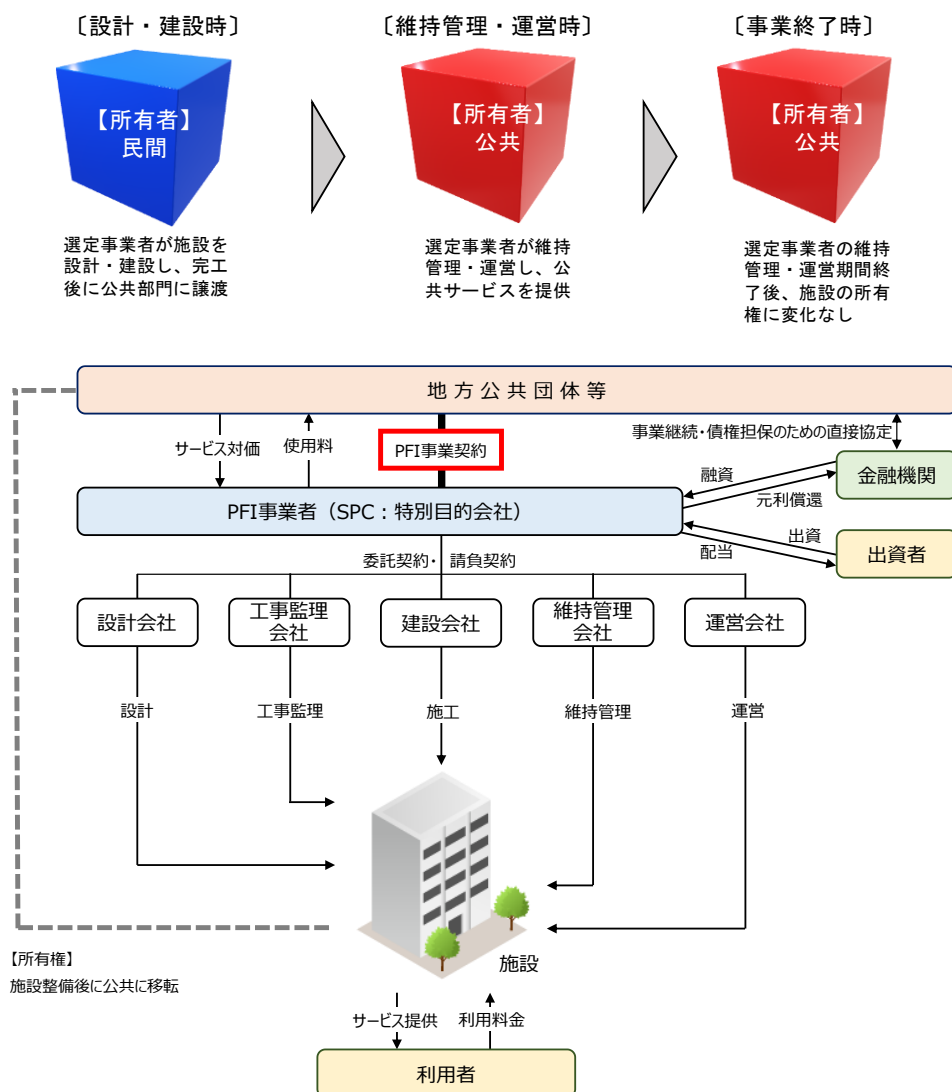 〔設計・建設時〕
〔維持管理・運営時〕
〔事業終了時〕
【所有者】
民間
【所有者】
公共
【所有者】
公共
選定事業者が施設を
設計・建設し、完工
後に公共部門に譲渡
選定事業者が維持
管理・運営し、公
共サービスを提供
選定事業者の維持
管理・運営期間終
了後、施設の所有
権に変化なし
地方公共団体等
サービス対価
使用料
PFI事業契約
事業継続・債権担保のための直接協定
融資
金融機関
元利償還
PFI事業者（SPC：特別目的会社）
出資
配当
出資者
委託契約・請負契約
設計会社
工事監理
会社
建設会社
維持管理
会社
運営会社
設計
工事監理
施工
維持管理
運営
【所有権】
施設整備後に公共に移転
施設
サービス提供
利用料金
利用者